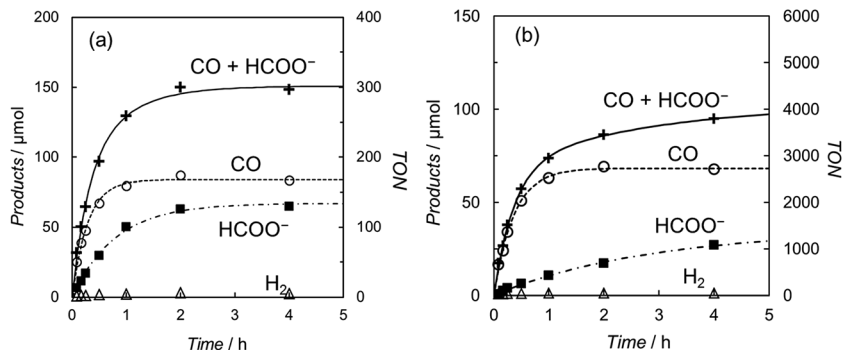 (a)
200
150
100
50
0
Products / μmol
400
300
200
100
0
TON
CO + HCOO⁻
CO
HCOO⁻
H₂
0 1 2 3 4 5
Time / h
(b)
150
100
50
0
Products / μmol
6000
5000
4000
3000
2000
1000
0
TON
CO + HCOO⁻
CO
HCOO⁻
H₂
0 1 2 3 4 5
Time / h